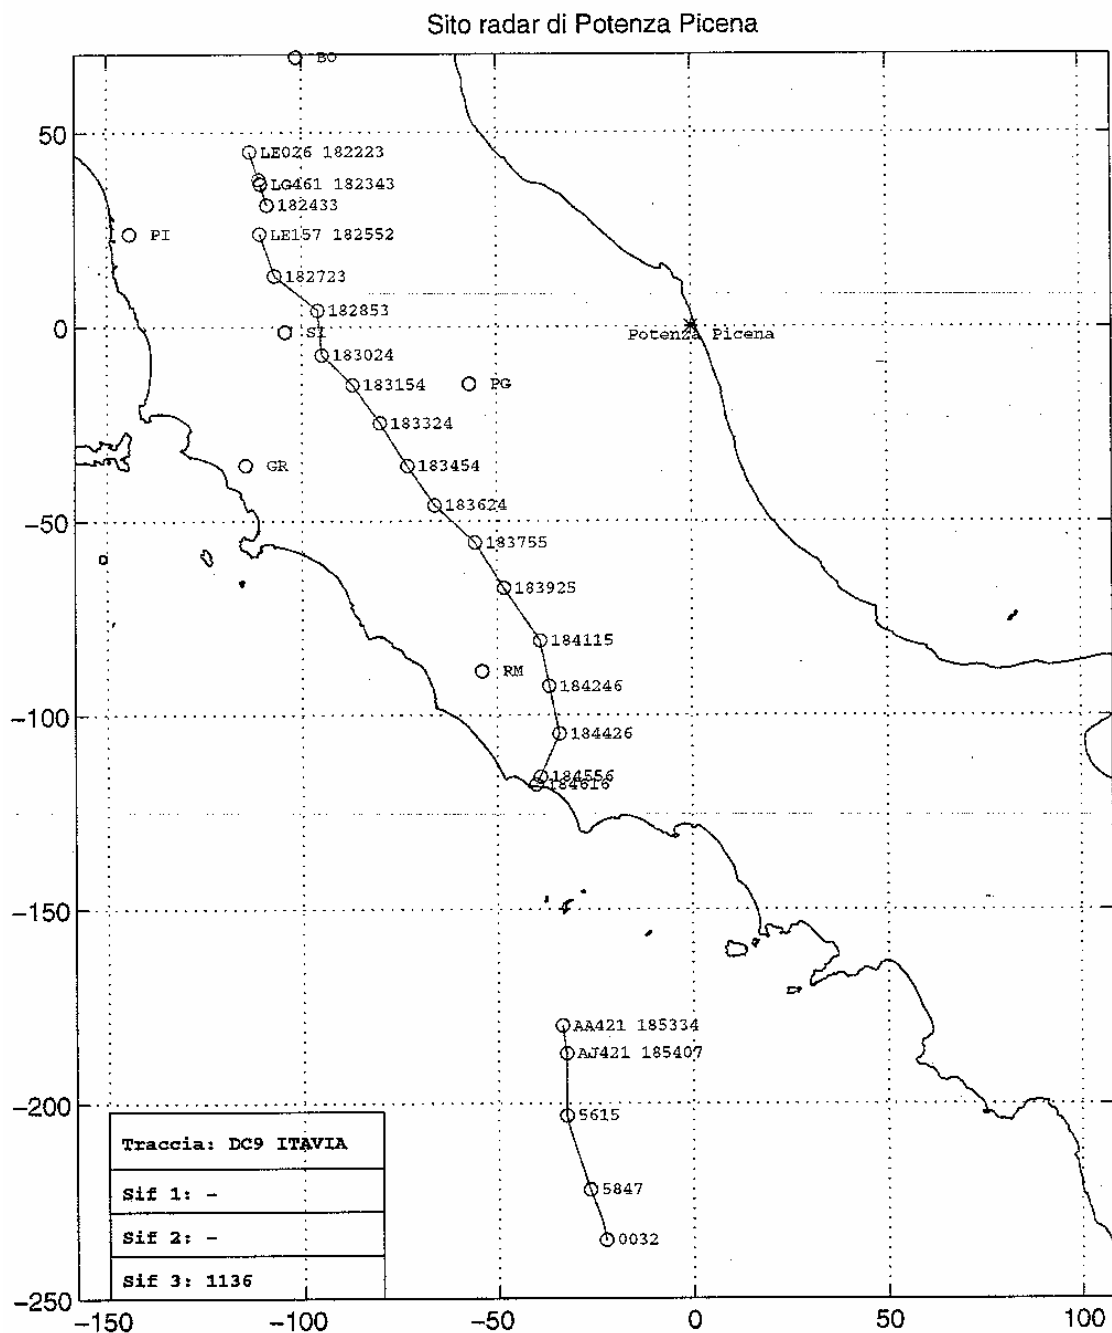 Sito radar di Potenza Picena
BO
50
LE026 182223
LG461 182343
182433
PI
LE157 182552
182723
182853
0
SI
Potenza Picena
183024
183154
PG
183324
GR
183454
183624
-50
183755
183925
184115
RM
184246
-100
184426
184556
184616
-150
AA421 185334
AJ421 185407
-200
5615
Traccia: DC9 ITAVIA
Sif 1: -
5847
Sif 2: -
0032
Sif 3: 1136
-250
-150 -100 -50 0 50 100